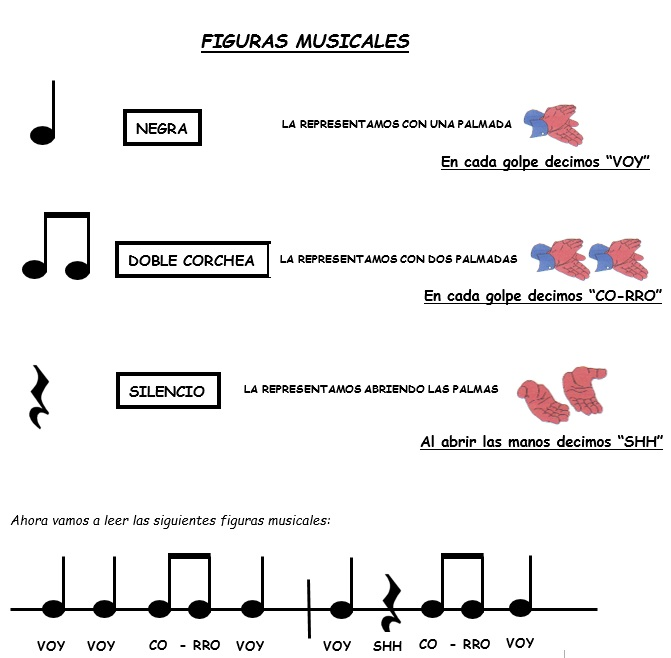 FIGURAS MUSICALES
NEGRA
LA REPRESENTAMOS CON UNA PALMADA
En cada golpe decimos “VOY”
DOBLE CORCHEA
LA REPRESENTAMOS CON DOS PALMADAS
En cada golpe decimos “CO-RRO”
SILENCIO
LA REPRESENTAMOS ABRIENDO LAS PALMAS
Al abrir las manos decimos “SHH”
Ahora vamos a leer las siguientes figuras musicales:
VOY VOY CO - RRO VOY VOY SHH CO - RRO VOY